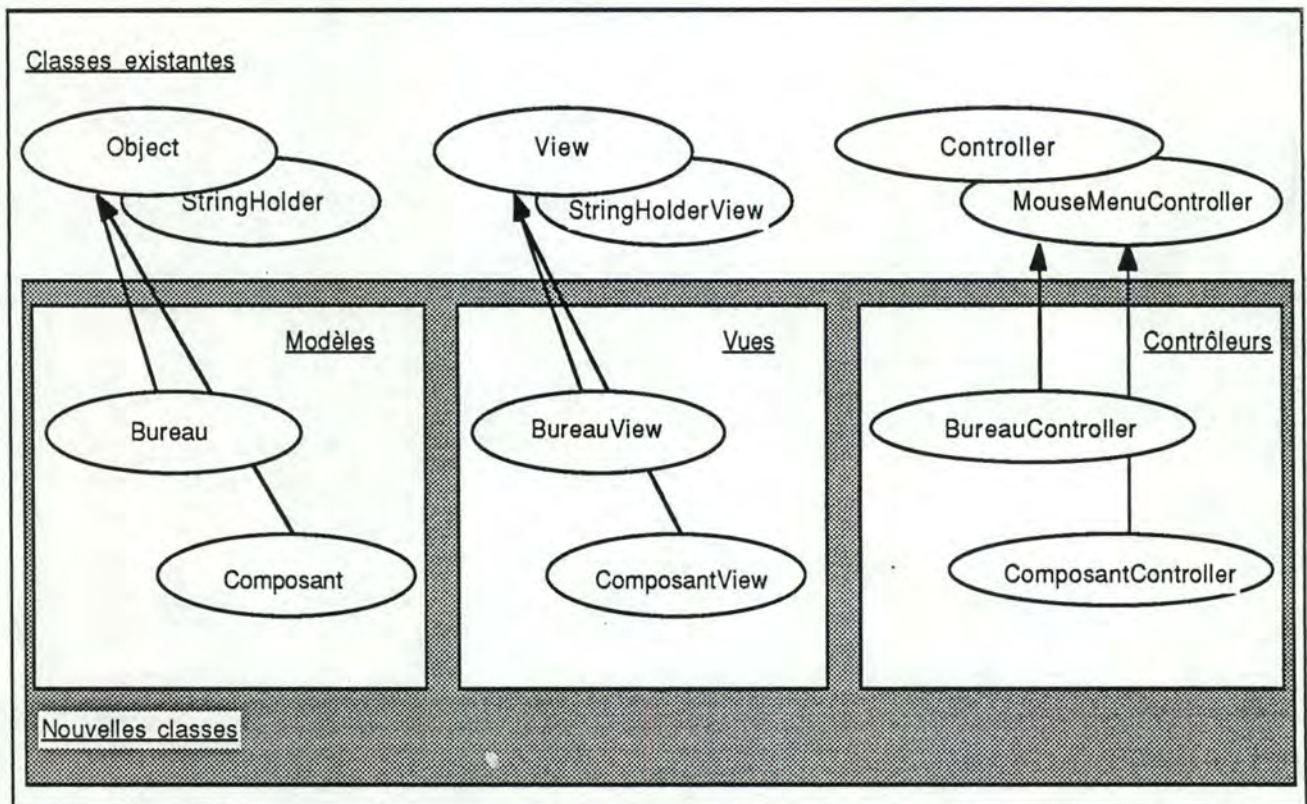 Classes existantes
Object
View
Controller
StringHolder
StringHolderView
MouseMenuController
Modèles
Vues
Contrôleurs
Bureau
BureauView
BureauController
Composant
ComposantView
ComposantController
Nouvelles classes